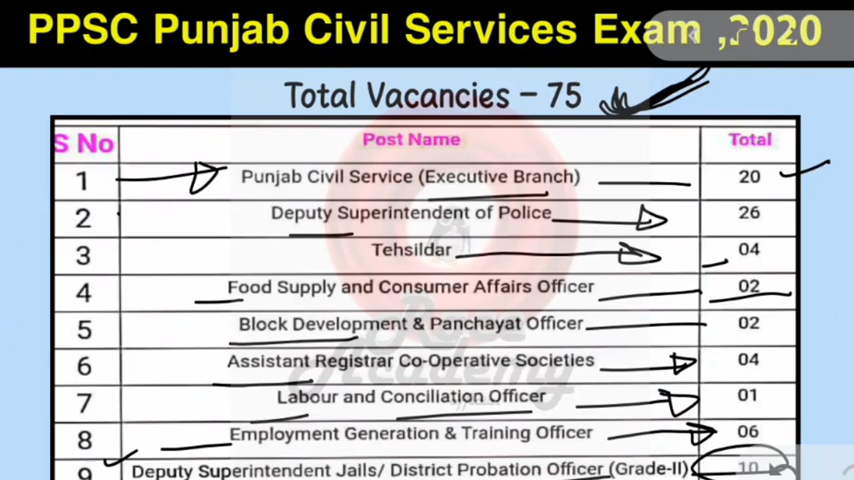 PPSC Punjab Civil Services Exam ,2020
Total Vacancies – 75
S No Post Name Total
1 Punjab Civil Service (Executive Branch) 20
2 Deputy Superintendent of Police 26
3 Tehsildar 04
4 Food Supply and Consumer Affairs Officer 02
5 Block Development & Panchayat Officer 02
6 Assistant Registrar Co-Operative Societies 04
7 Labour and Conciliation Officer 01
8 Employment Generation & Training Officer 06
9 Deputy Superintendent Jails/ District Probation Officer (Grade-II) 10
Academy